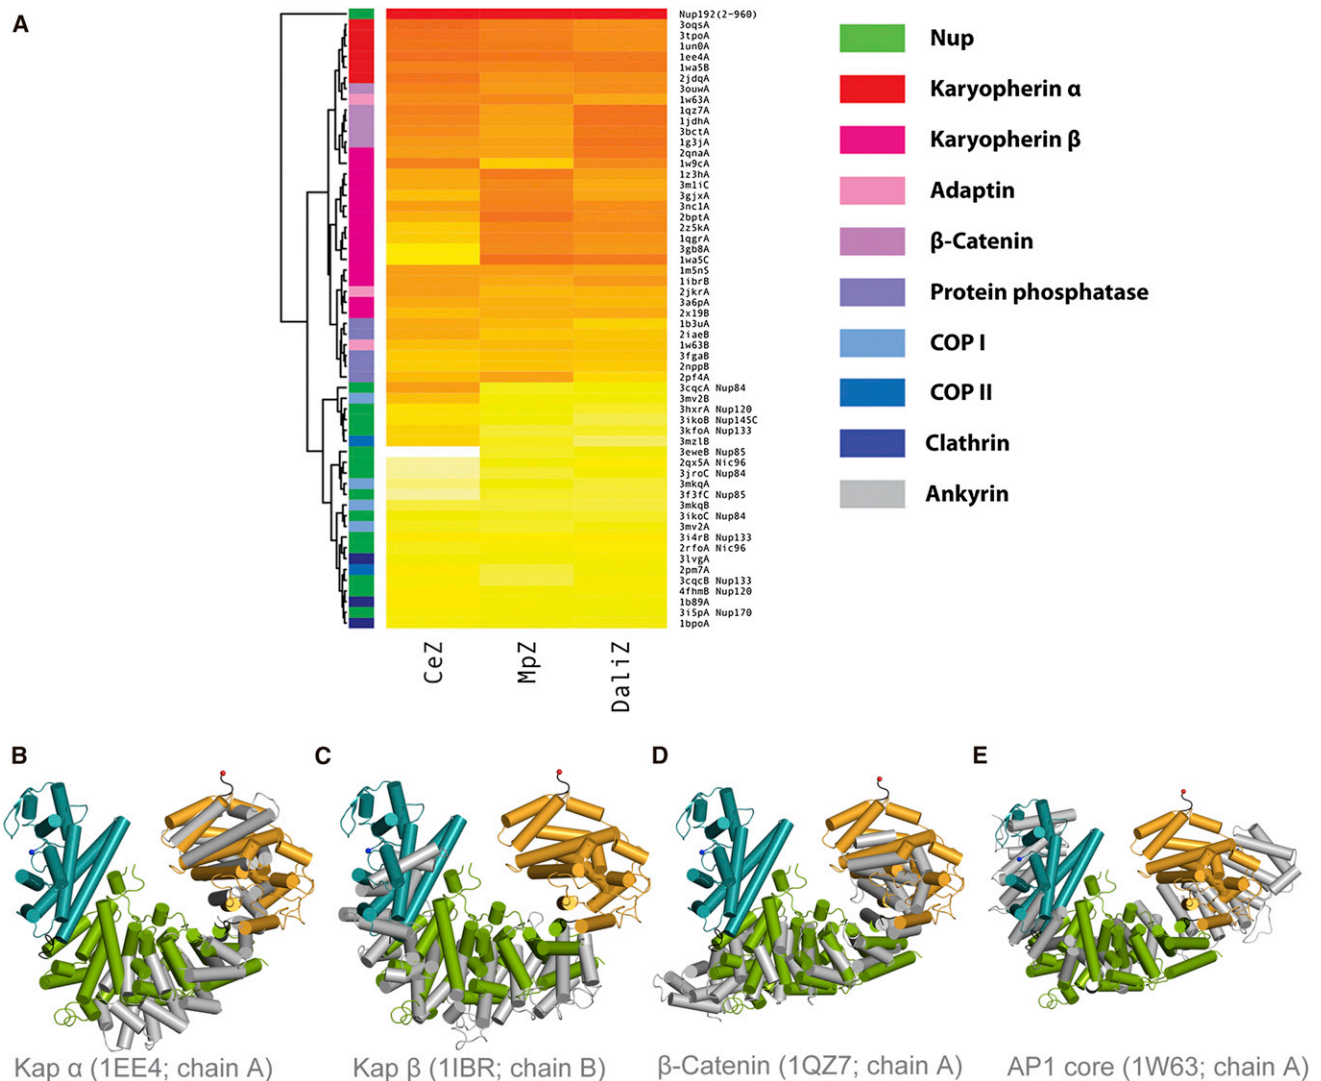 A
Nup192(2-960)
3oqsA
3tpoA
1un0A
1ee4A
1wa5B
2jdqA
3ouwA
1w63A
1qz7A
1jdhA
3bctA
1g3jA
2qnaA
1w9cA
1z3hA
3m1iC
3gjxA
3nc1A
2bptA
2z5kA
1qgrA
3gb8A
1wa5C
1m5nS
1ibrB
2jkrA
3a6pA
2x19B
1b3uA
2iaeB
1w63B
3fgaB
2nppB
2pf4A
3cqcA Nup84
3mv2B
3hxrA Nup120
3ikoB Nup145C
3kfoA Nup133
3mzlB
3eweB Nup85
2qx5A Nic96
3jroC Nup84
3mkqA
3f3fC Nup85
3mkqB
3ikoC Nup84
3mv2A
3i4rB Nup133
2rfoA Nic96
3lvgA
2pm7A
3cqcB Nup133
4fhmB Nup120
1b89A
3i5pA Nup170
1bpoA
CeZ
MpZ
DaliZ
Nup
Karyopherin α
Karyopherin β
Adaptin
β-Catenin
Protein phosphatase
COP I
COP II
Clathrin
Ankyrin
B
C
D
E
Kap α (1EE4; chain A)
Kap β (1IBR; chain B)
β-Catenin (1QZ7; chain A)
AP1 core (1W63; chain A)